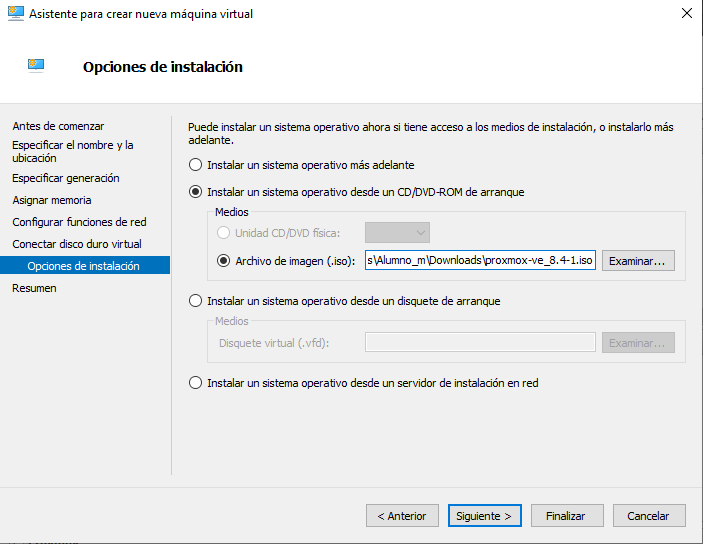 Asistente para crear nueva máquina virtual
Opciones de instalación
Antes de comenzar
Especificar el nombre y la
ubicación
Especificar generación
Asignar memoria
Configurar funciones de red
Conectar disco duro virtual
Opciones de instalación
Resumen
Puede instalar un sistema operativo ahora si tiene acceso a los medios de instalación, o instalarlo más
adelante.
Instalar un sistema operativo más adelante
Instalar un sistema operativo desde un CD/DVD-ROM de arranque
Medios
Unidad CD/DVD física:
Archivo de imagen (.iso): s\Alumno_m\Downloads\proxmox-ve_8.4-1.iso Examinar...
Instalar un sistema operativo desde un disquete de arranque
Medios
Disquete virtual (.vfd): Examinar...
Instalar un sistema operativo desde un servidor de instalación en red
< Anterior Siguiente > Finalizar Cancelar